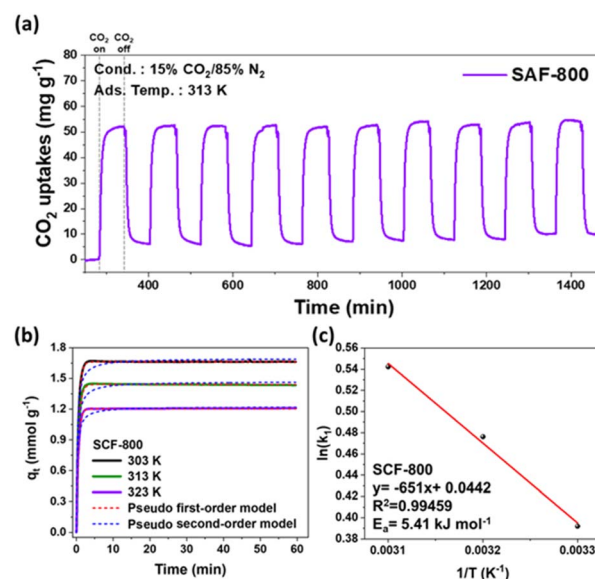 (a)
CO2 on
CO2 off
Cond. : 15% CO2/85% N2
Ads. Temp. : 313 K
SAF-800
CO2 uptakes (mg g-1)
80
70
60
50
40
30
20
10
0
400
600
800
1000
1200
1400
Time (min)
(b)
qt (mmol g-1)
1.8
1.5
1.2
0.9
0.6
0.3
0.0
SCF-800
303 K
313 K
323 K
Pseudo first-order model
Pseudo second-order model
0
10
20
30
40
50
60
Time (min)
(c)
ln(k1)
0.56
0.54
0.52
0.50
0.48
0.46
0.44
0.42
0.40
0.38
SCF-800
y= -651x+ 0.0442
R2=0.99459
Ea= 5.41 kJ mol-1
0.0031
0.0032
0.0033
1/T (K-1)